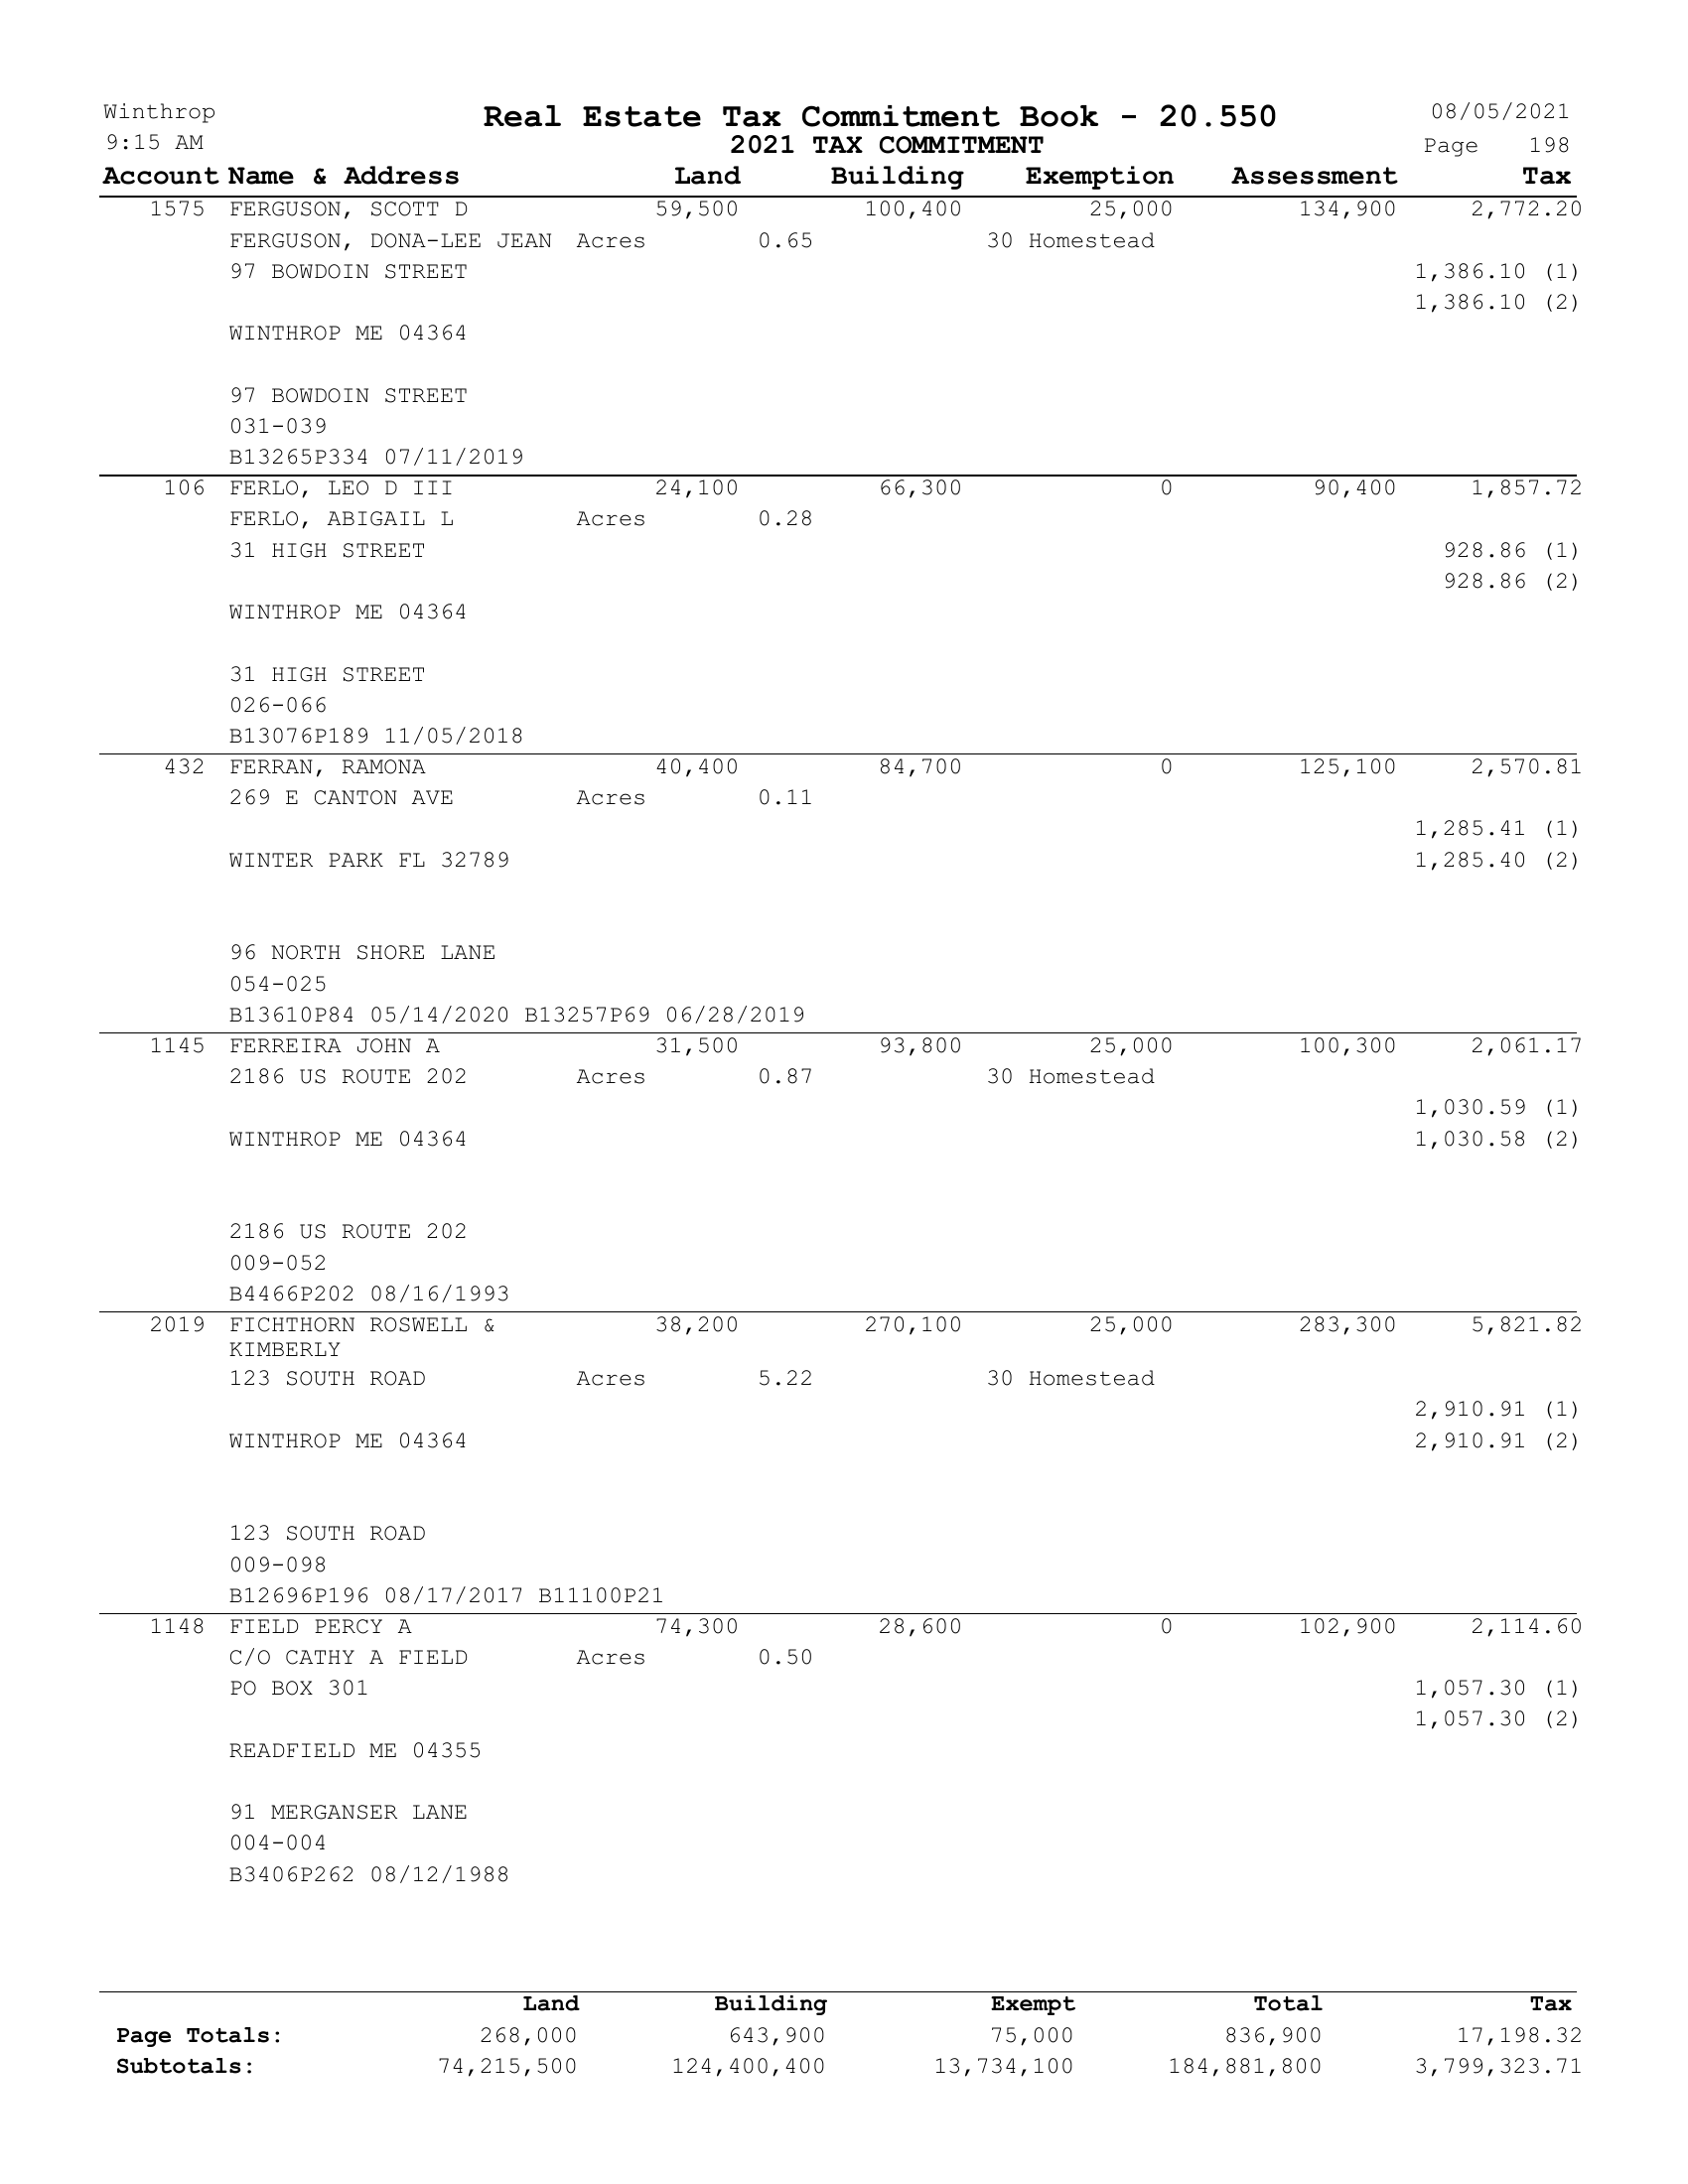 Winthrop Real Estate Tax Commitment Book - 20.550 08/05/2021
9:15 AM 2021 TAX COMMITMENT Page 198
Account Name & Address Land Building Exemption Assessment Tax
1575 FERGUSON, SCOTT D 59,500 100,400 25,000 134,900 2,772.20
FERGUSON, DONA-LEE JEAN Acres 0.65 30 Homestead
97 BOWDOIN STREET 1,386.10 (1)
1,386.10 (2)
WINTHROP ME 04364
97 BOWDOIN STREET
031-039
B13265P334 07/11/2019
106 FERLO, LEO D III 24,100 66,300 0 90,400 1,857.72
FERLO, ABIGAIL L Acres 0.28
31 HIGH STREET 928.86 (1)
928.86 (2)
WINTHROP ME 04364
31 HIGH STREET
026-066
B13076P189 11/05/2018
432 FERRAN, RAMONA 40,400 84,700 0 125,100 2,570.81
269 E CANTON AVE Acres 0.11
1,285.41 (1)
WINTER PARK FL 32789 1,285.40 (2)
96 NORTH SHORE LANE
054-025
B13610P84 05/14/2020 B13257P69 06/28/2019
1145 FERREIRA JOHN A 31,500 93,800 25,000 100,300 2,061.17
2186 US ROUTE 202 Acres 0.87 30 Homestead
1,030.59 (1)
WINTHROP ME 04364 1,030.58 (2)
2186 US ROUTE 202
009-052
B4466P202 08/16/1993
2019 FICHTHORN ROSWELL & 38,200 270,100 25,000 283,300 5,821.82
KIMBERLY
123 SOUTH ROAD Acres 5.22 30 Homestead
2,910.91 (1)
WINTHROP ME 04364 2,910.91 (2)
123 SOUTH ROAD
009-098
B12696P196 08/17/2017 B11100P21
1148 FIELD PERCY A 74,300 28,600 0 102,900 2,114.60
C/O CATHY A FIELD Acres 0.50
PO BOX 301 1,057.30 (1)
1,057.30 (2)
READFIELD ME 04355
91 MERGANSER LANE
004-004
B3406P262 08/12/1988
Land Building Exempt Total Tax
Page Totals: 268,000 643,900 75,000 836,900 17,198.32
Subtotals: 74,215,500 124,400,400 13,734,100 184,881,800 3,799,323.71